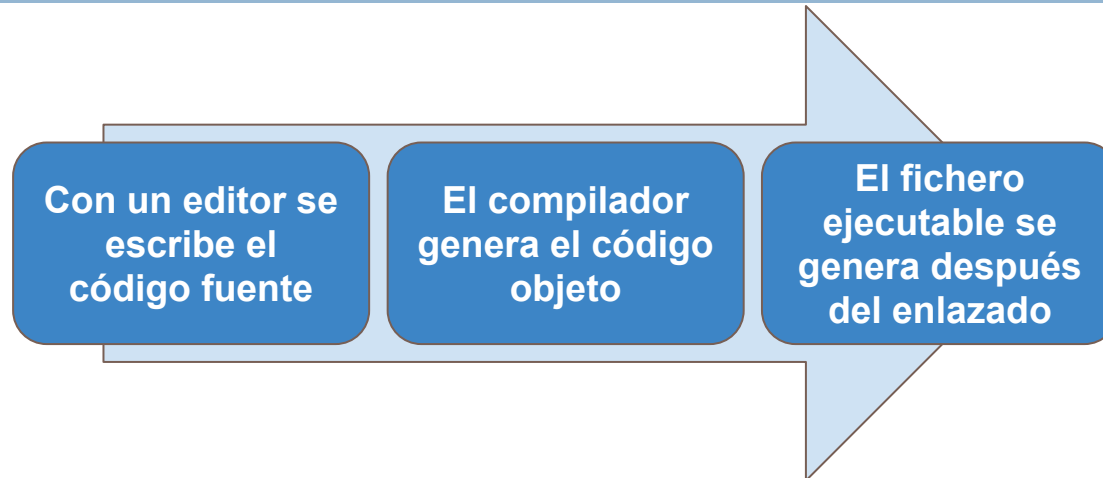 Con un editor se
escribe el
código fuente
El compilador
genera el código
objeto
El fichero
ejecutable se
genera después
del enlazado